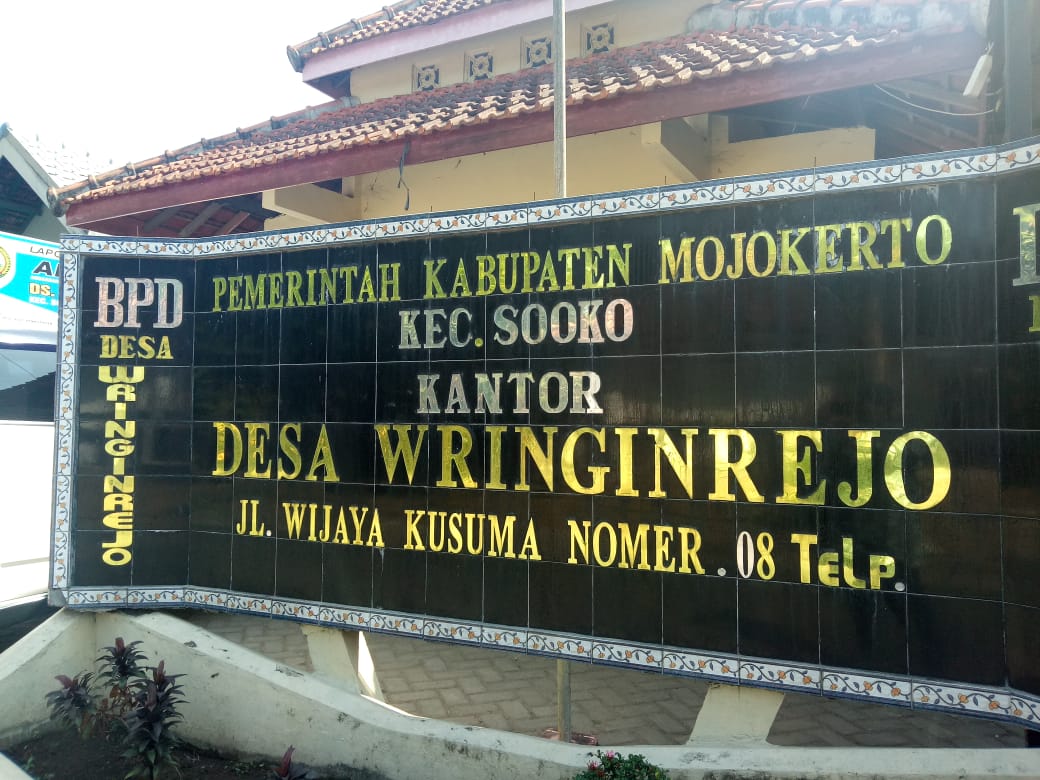 BPD
DESA
WRINGINREJO
PEMERINTAH KABUPATEN MOJOKERTO
KEC. SOOKO
KANTOR
DESA WRINGINREJO
JL. WIJAYA KUSUMA NOMER . 08 TELP.